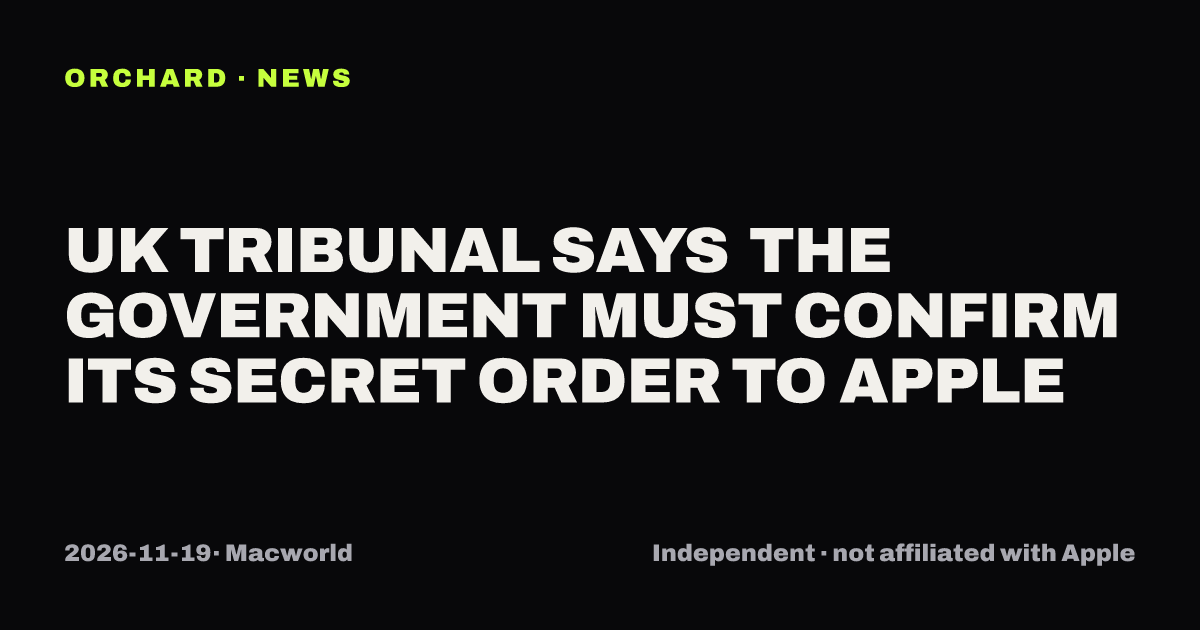 ORCHARD · NEWS
UK TRIBUNAL SAYS THE
GOVERNMENT MUST CONFIRM
ITS SECRET ORDER TO APPLE
2026-11-19· Macworld
Independent · not affiliated with Apple